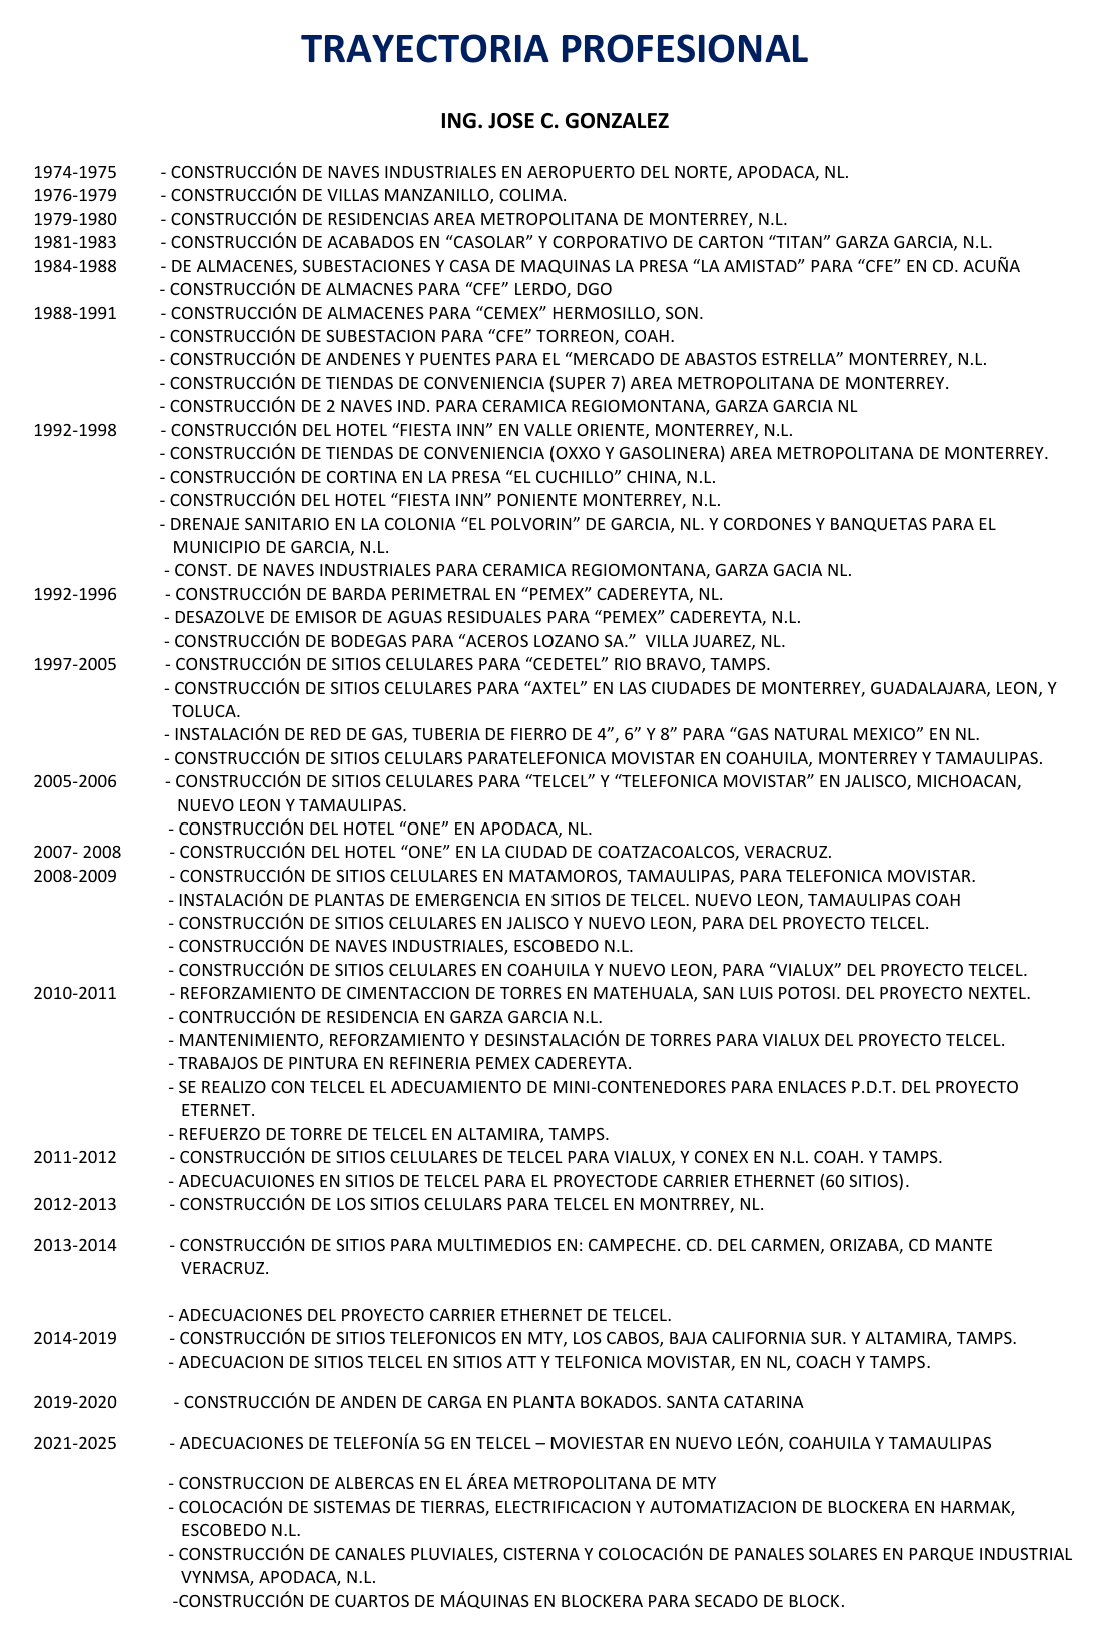 TRAYECTORIA PROFESIONAL
ING. JOSE C. GONZALEZ
1974-1975 - CONSTRUCCIÓN DE NAVES INDUSTRIALES EN AEROPUERTO DEL NORTE, APODACA, NL.
1976-1979 - CONSTRUCCIÓN DE VILLAS MANZANILLO, COLIMA.
1979-1980 - CONSTRUCCIÓN DE RESIDENCIAS AREA METROPOLITANA DE MONTERREY, N.L.
1981-1983 - CONSTRUCCIÓN DE ACABADOS EN “CASOLAR” Y CORPORATIVO DE CARTON “TITAN” GARZA GARCIA, N.L.
1984-1988 - DE ALMACENES, SUBESTACIONES Y CASA DE MAQUINAS LA PRESA “LA AMISTAD” PARA “CFE” EN CD. ACUÑA
- CONSTRUCCIÓN DE ALMACNES PARA “CFE” LERDO, DGO
1988-1991 - CONSTRUCCIÓN DE ALMACENES PARA “CEMEX” HERMOSILLO, SON.
- CONSTRUCCIÓN DE SUBESTACION PARA “CFE” TORREON, COAH.
- CONSTRUCCIÓN DE ANDENES Y PUENTES PARA EL “MERCADO DE ABASTOS ESTRELLA” MONTERREY, N.L.
- CONSTRUCCIÓN DE TIENDAS DE CONVENIENCIA (SUPER 7) AREA METROPOLITANA DE MONTERREY.
- CONSTRUCCIÓN DE 2 NAVES IND. PARA CERAMICA REGIOMONTANA, GARZA GARCIA NL
1992-1998 - CONSTRUCCIÓN DEL HOTEL “FIESTA INN” EN VALLE ORIENTE, MONTERREY, N.L.
- CONSTRUCCIÓN DE TIENDAS DE CONVENIENCIA (OXXO Y GASOLINERA) AREA METROPOLITANA DE MONTERREY.
- CONSTRUCCIÓN DE CORTINA EN LA PRESA “EL CUCHILLO” CHINA, N.L.
- CONSTRUCCIÓN DEL HOTEL “FIESTA INN” PONIENTE MONTERREY, N.L.
- DRENAJE SANITARIO EN LA COLONIA “EL POLVORIN” DE GARCIA, NL. Y CORDONES Y BANQUETAS PARA EL
MUNICIPIO DE GARCIA, N.L.
- CONST. DE NAVES INDUSTRIALES PARA CERAMICA REGIOMONTANA, GARZA GACIA NL.
1992-1996 - CONSTRUCCIÓN DE BARDA PERIMETRAL EN “PEMEX” CADEREYTA, NL.
- DESAZOLVE DE EMISOR DE AGUAS RESIDUALES PARA “PEMEX” CADEREYTA, N.L.
- CONSTRUCCIÓN DE BODEGAS PARA “ACEROS LOZANO SA.” VILLA JUAREZ, NL.
1997-2005 - CONSTRUCCIÓN DE SITIOS CELULARES PARA “CEDETEL” RIO BRAVO, TAMPS.
- CONSTRUCCIÓN DE SITIOS CELULARES PARA “AXTEL” EN LAS CIUDADES DE MONTERREY, GUADALAJARA, LEON, Y
TOLUCA.
- INSTALACIÓN DE RED DE GAS, TUBERIA DE FIERRO DE 4”, 6” Y 8” PARA “GAS NATURAL MEXICO” EN NL.
- CONSTRUCCIÓN DE SITIOS CELULARS PARATELEFONICA MOVISTAR EN COAHUILA, MONTERREY Y TAMAULIPAS.
2005-2006 - CONSTRUCCIÓN DE SITIOS CELULARES PARA “TELCEL” Y “TELEFONICA MOVISTAR” EN JALISCO, MICHOACAN,
NUEVO LEON Y TAMAULIPAS.
- CONSTRUCCIÓN DEL HOTEL “ONE” EN APODACA, NL.
2007- 2008 - CONSTRUCCIÓN DEL HOTEL “ONE” EN LA CIUDAD DE COATZACOALCOS, VERACRUZ.
2008-2009 - CONSTRUCCIÓN DE SITIOS CELULARES EN MATAMOROS, TAMAULIPAS, PARA TELEFONICA MOVISTAR.
- INSTALACIÓN DE PLANTAS DE EMERGENCIA EN SITIOS DE TELCEL. NUEVO LEON, TAMAULIPAS COAH
- CONSTRUCCIÓN DE SITIOS CELULARES EN JALISCO Y NUEVO LEON, PARA DEL PROYECTO TELCEL.
- CONSTRUCCIÓN DE NAVES INDUSTRIALES, ESCOBEDO N.L.
- CONSTRUCCIÓN DE SITIOS CELULARES EN COAHUILA Y NUEVO LEON, PARA “VIALUX” DEL PROYECTO TELCEL.
2010-2011 - REFORZAMIENTO DE CIMENTACCION DE TORRES EN MATEHUALA, SAN LUIS POTOSI. DEL PROYECTO NEXTEL.
- CONTRUCCIÓN DE RESIDENCIA EN GARZA GARCIA N.L.
- MANTENIMIENTO, REFORZAMIENTO Y DESINSTALACIÓN DE TORRES PARA VIALUX DEL PROYECTO TELCEL.
- TRABAJOS DE PINTURA EN REFINERIA PEMEX CADEREYTA.
- SE REALIZO CON TELCEL EL ADECUAMIENTO DE MINI-CONTENEDORES PARA ENLACES P.D.T. DEL PROYECTO
ETERNET.
- REFUERZO DE TORRE DE TELCEL EN ALTAMIRA, TAMPS.
2011-2012 - CONSTRUCCIÓN DE SITIOS CELULARES DE TELCEL PARA VIALUX, Y CONEX EN N.L. COAH. Y TAMPS.
- ADECUACUIONES EN SITIOS DE TELCEL PARA EL PROYECTODE CARRIER ETHERNET (60 SITIOS).
2012-2013 - CONSTRUCCIÓN DE LOS SITIOS CELULARS PARA TELCEL EN MONTRREY, NL.
2013-2014 - CONSTRUCCIÓN DE SITIOS PARA MULTIMEDIOS EN: CAMPECHE. CD. DEL CARMEN, ORIZABA, CD MANTE
VERACRUZ.
- ADECUACIONES DEL PROYECTO CARRIER ETHERNET DE TELCEL.
2014-2019 - CONSTRUCCIÓN DE SITIOS TELEFONICOS EN MTY, LOS CABOS, BAJA CALIFORNIA SUR. Y ALTAMIRA, TAMPS.
- ADECUACION DE SITIOS TELCEL EN SITIOS ATT Y TELFONICA MOVISTAR, EN NL, COACH Y TAMPS.
2019-2020 - CONSTRUCCIÓN DE ANDEN DE CARGA EN PLANTA BOKADOS. SANTA CATARINA
2021-2025 - ADECUACIONES DE TELEFONÍA 5G EN TELCEL – MOVIESTAR EN NUEVO LEÓN, COAHUILA Y TAMAULIPAS
- CONSTRUCCION DE ALBERCAS EN EL ÁREA METROPOLITANA DE MTY
- COLOCACIÓN DE SISTEMAS DE TIERRAS, ELECTRIFICACION Y AUTOMATIZACION DE BLOCKERA EN HARMAK,
ESCOBEDO N.L.
- CONSTRUCCIÓN DE CANALES PLUVIALES, CISTERNA Y COLOCACIÓN DE PANALES SOLARES EN PARQUE INDUSTRIAL
VYNMSA, APODACA, N.L.
-CONSTRUCCIÓN DE CUARTOS DE MÁQUINAS EN BLOCKERA PARA SECADO DE BLOCK.